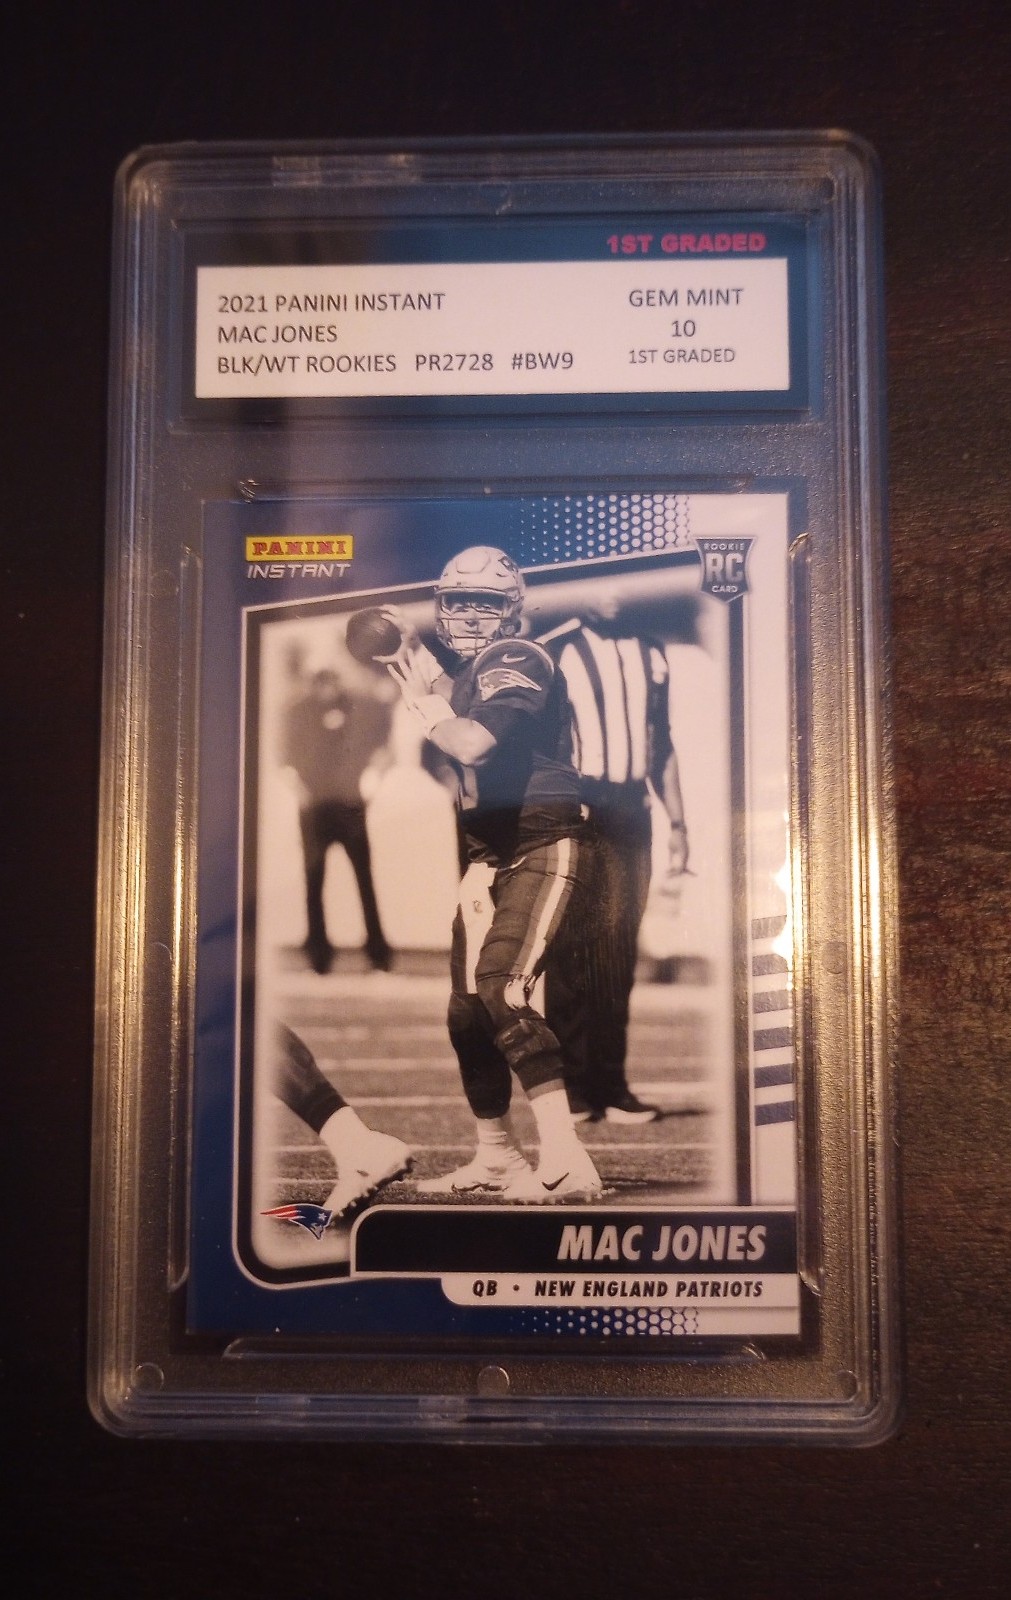 1ST GRADED
2021 PANINI INSTANT
MAC JONES
BLK/WT ROOKIES PR2728 #BW9
GEM MINT
10
1ST GRADED
PANINI
INSTANT
ROOKIE
RC
CARD
MAC JONES
QB • NEW ENGLAND PATRIOTS